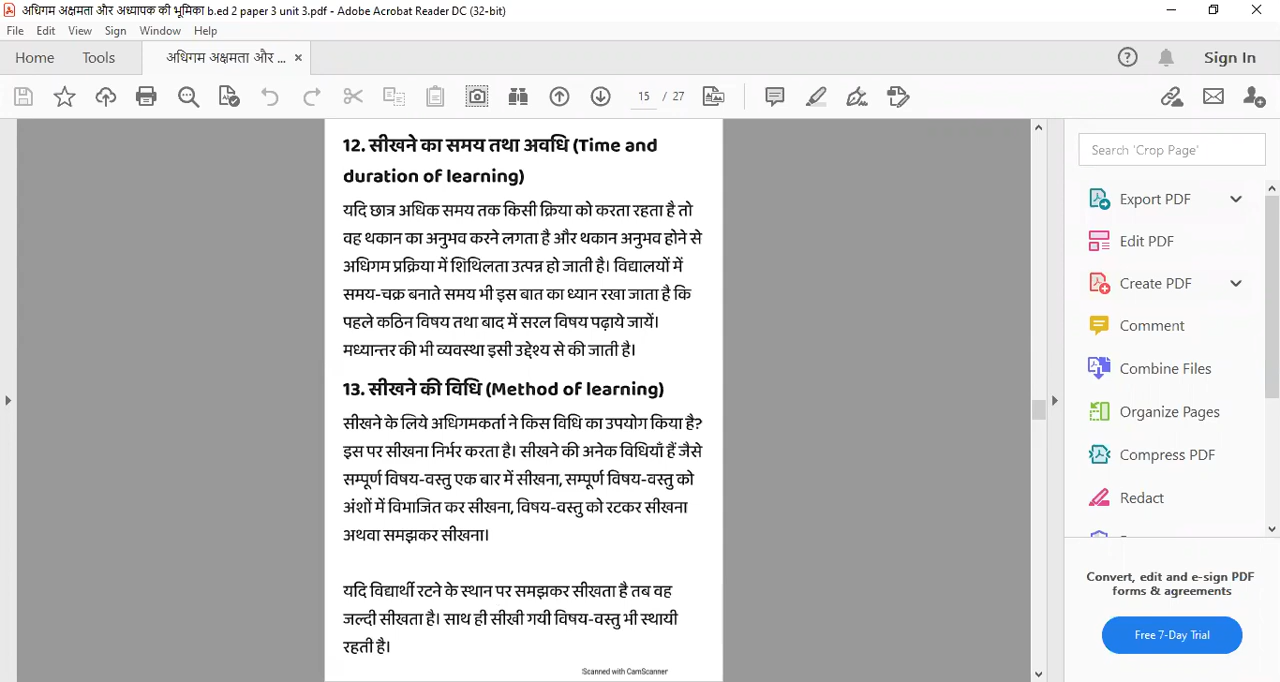 अधिगम अक्षमता और अध्यापक की भूमिका b.ed 2 paper 3 unit 3.pdf - Adobe Acrobat Reader DC (32-bit)
File Edit View Sign Window Help
Home Tools अधिगम अक्षमता और ... × Sign In
15 / 27
12. सीखने का समय तथा अवधि (Time and
duration of learning)
यदि छात्र अधिक समय तक किसी क्रिया को करता रहता है तो
वह थकान का अनुभव करने लगता है और थकान अनुभव होने से
अधिगम प्रक्रिया में शिथिलता उत्पन्न हो जाती है। विद्यालयों में
समय-चक्र बनाते समय भी इस बात का ध्यान रखा जाता है कि
पहले कठिन विषय तथा बाद में सरल विषय पढ़ाये जायें।
मध्यान्तर की भी व्यवस्था इसी उद्देश्य से की जाती है।
13. सीखने की विधि (Method of learning)
सीखने के लिये अधिगमकर्ता ने किस विधि का उपयोग किया है?
इस पर सीखना निर्भर करता है। सीखने की अनेक विधियाँ हैं जैसे
सम्पूर्ण विषय-वस्तु एक बार में सीखना, सम्पूर्ण विषय-वस्तु को
अंशों में विभाजित कर सीखना, विषय-वस्तु को रटकर सीखना
अथवा समझकर सीखना।
यदि विद्यार्थी रटने के स्थान पर समझकर सीखता है तब वह
जल्दी सीखता है। साथ ही सीखी गयी विषय-वस्तु भी स्थायी
रहती है।
Scanned with CamScanner
Search 'Crop Page'
Export PDF
Edit PDF
Create PDF
Comment
Combine Files
Organize Pages
Compress PDF
Redact
Convert, edit and e-sign PDF
forms & agreements
Free 7-Day Trial